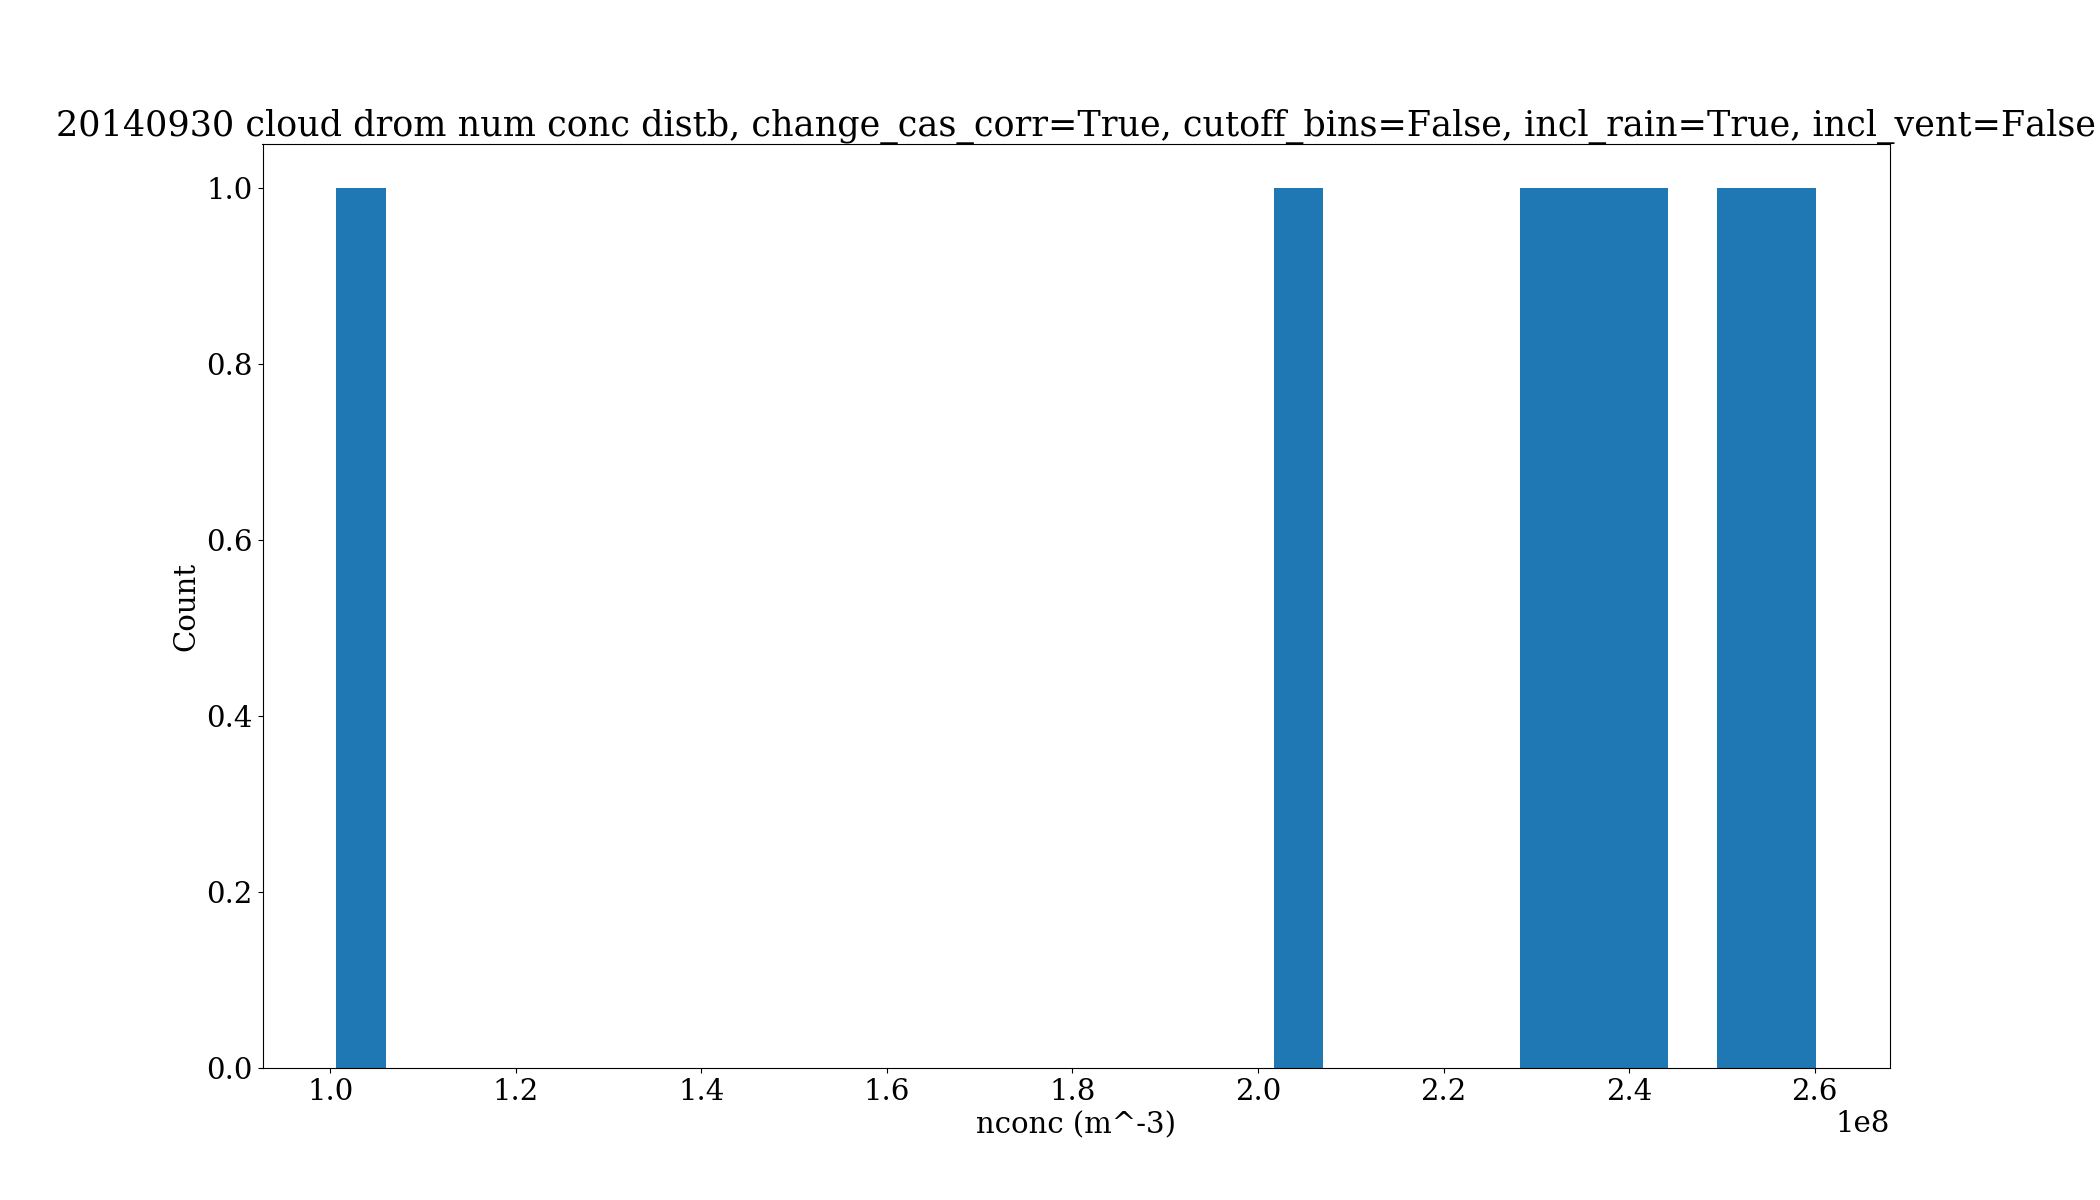 20140930 cloud drom num conc distb, change_cas_corr=True, cutoff_bins=False, incl_rain=True, incl_vent=False
1.0
0.8
0.6
0.4
0.2
0.0
Count
1.0 1.2 1.4 1.6 1.8 2.0 2.2 2.4 2.6
nconc (m^-3)
1e8